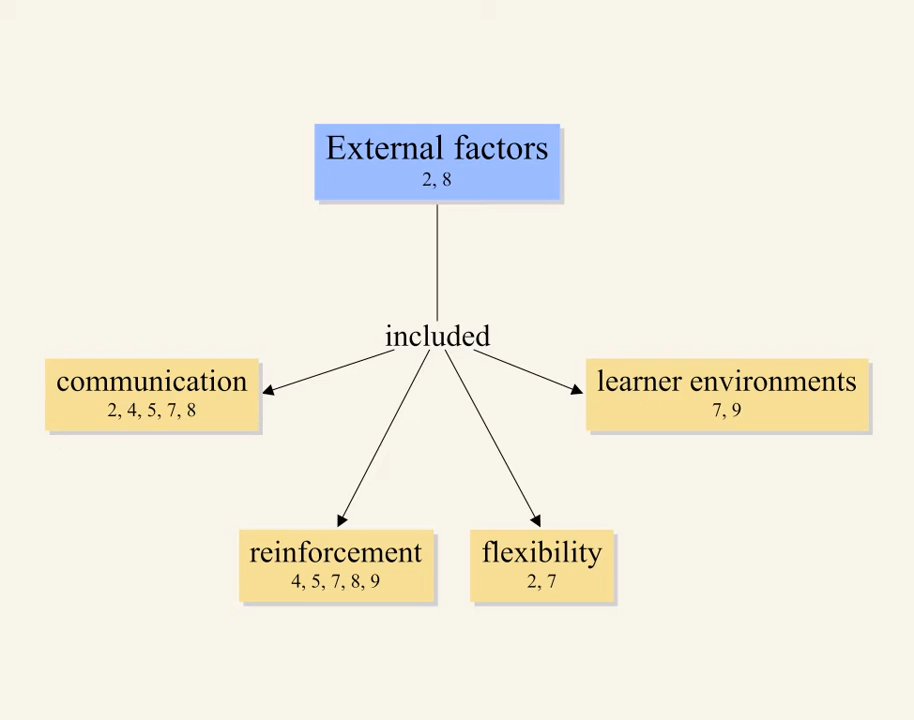 External factors
2, 8
included
communication
2, 4, 5, 7, 8
learner environments
7, 9
reinforcement
4, 5, 7, 8, 9
flexibility
2, 7